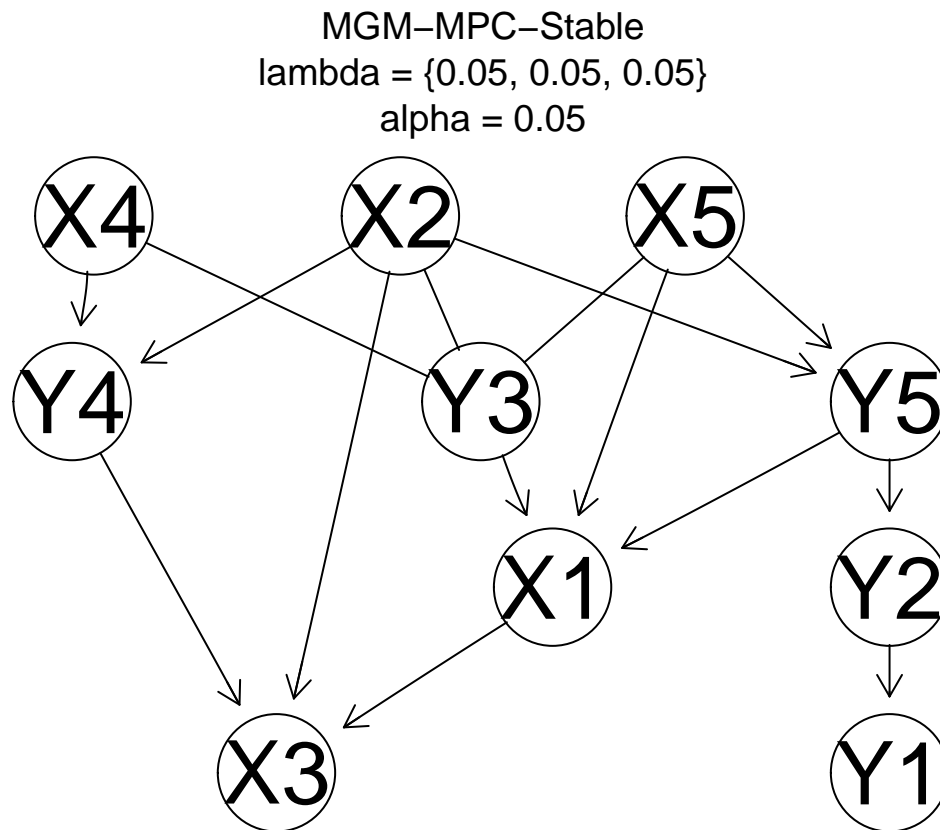 MGM−MPC−Stable
lambda = {0.05, 0.05, 0.05}
alpha = 0.05
X4 X2 X5
Y4 Y3 Y5
X1 Y2
X3 Y1